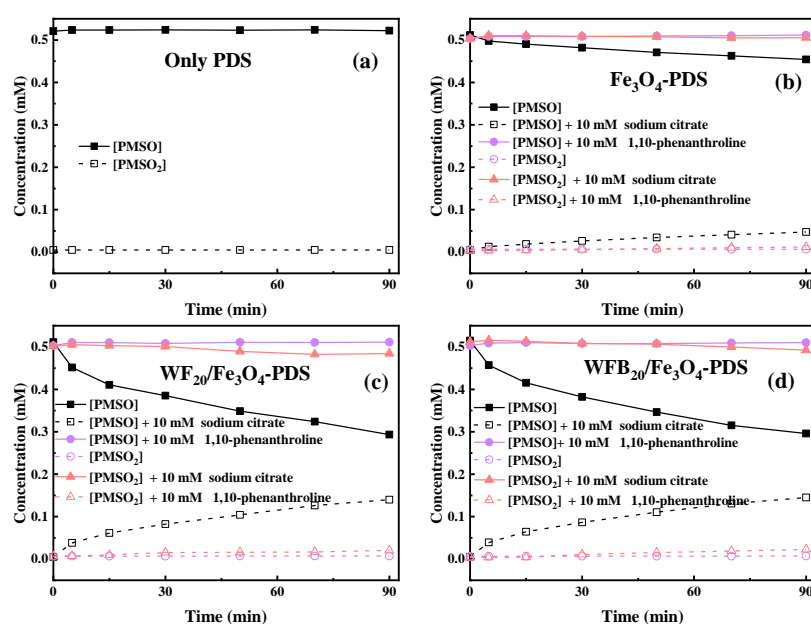 Only PDS
(a)
[PMSO]
[PMSO₂]
Concentration (mM)
0.5
0.4
0.3
0.2
0.1
0.0
0 30 60 90
Time (min)
(b)
Fe₃O₄-PDS
[PMSO]
[PMSO] + 10 mM sodium citrate
[PMSO] + 10 mM 1,10-phenanthroline
[PMSO₂]
[PMSO₂] + 10 mM sodium citrate
[PMSO₂] + 10 mM 1,10-phenanthroline
Concentration (mM)
0.5
0.4
0.3
0.2
0.1
0.0
0 30 60 90
Time (min)
WF₂₀/Fe₃O₄-PDS
(c)
[PMSO]
[PMSO] + 10 mM sodium citrate
[PMSO] + 10 mM 1,10-phenanthroline
[PMSO₂]
[PMSO₂] + 10 mM sodium citrate
[PMSO₂] + 10 mM 1,10-phenanthroline
Concentration (mM)
0.5
0.4
0.3
0.2
0.1
0.0
0 30 60 90
Time (min)
WFB₂₀/Fe₃O₄-PDS
(d)
[PMSO]
[PMSO] + 10 mM sodium citrate
[PMSO]+ 10 mM 1,10-phenanthroline
[PMSO₂]
[PMSO₂] + 10 mM sodium citrate
[PMSO₂] + 10 mM 1,10-phenanthroline
Concentration (mM)
0.5
0.4
0.3
0.2
0.1
0.0
0 30 60 90
Time (min)